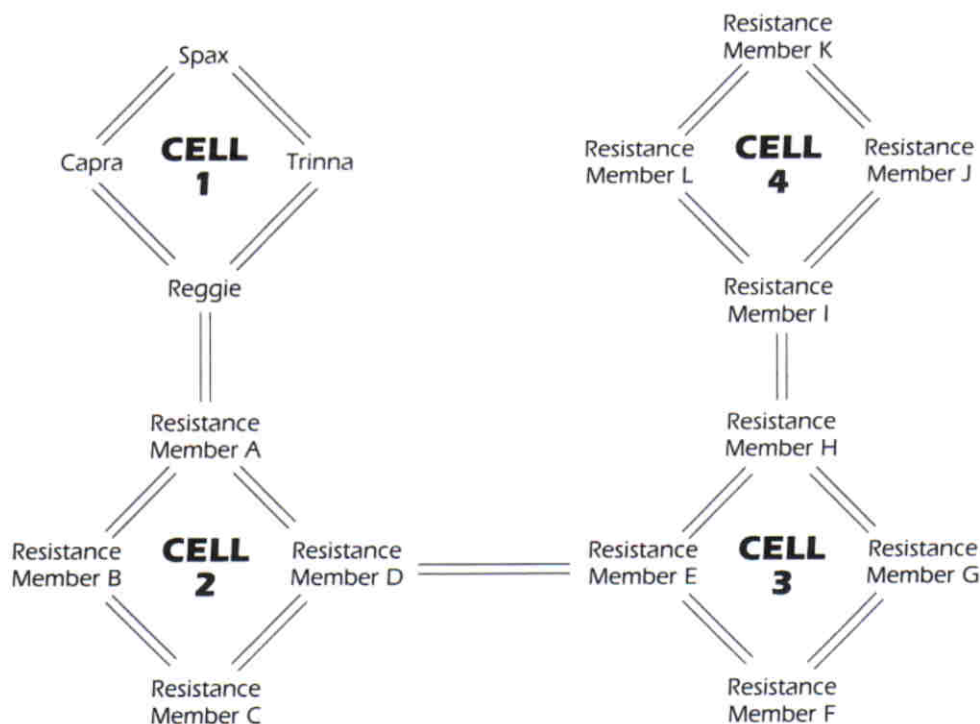 Spax
Capra
CELL
1
Trinna
Reggie
Resistance
Member K
Resistance
Member L
CELL
4
Resistance
Member J
Resistance
Member I
Resistance
Member A
Resistance
Member B
CELL
2
Resistance
Member D
Resistance
Member C
Resistance
Member H
Resistance
Member E
CELL
3
Resistance
Member G
Resistance
Member F